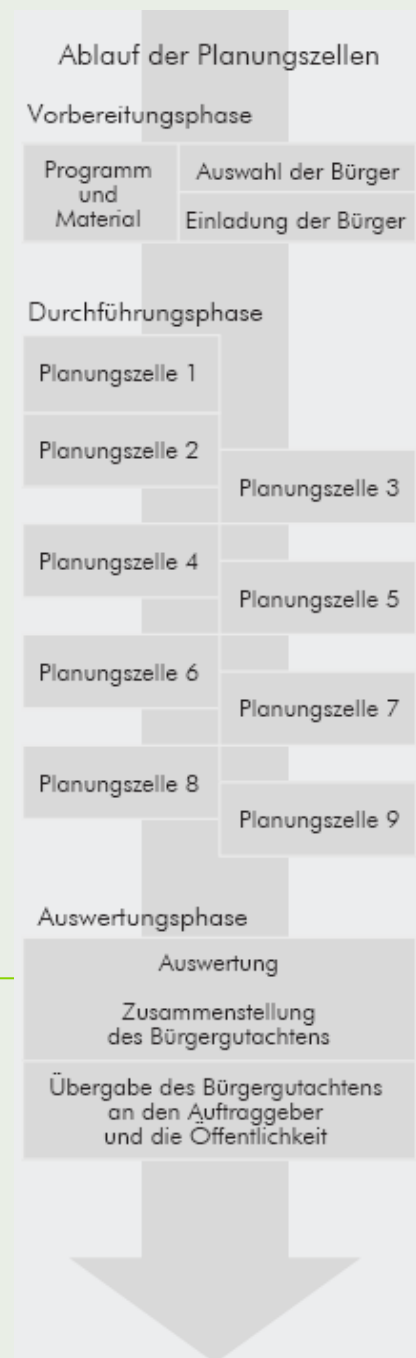 Ablauf der Planungszellen
Vorbereitungsphase
Programm
und
Material
Auswahl der Bürger
Einladung der Bürger
Durchführungsphase
Planungszelle 1
Planungszelle 2
Planungszelle 3
Planungszelle 4
Planungszelle 5
Planungszelle 6
Planungszelle 7
Planungszelle 8
Planungszelle 9
Auswertungsphase
Auswertung
Zusammenstellung
des Bürgergutachtens
Übergabe des Bürgergutachtens
an den Auftraggeber
und die Öffentlichkeit